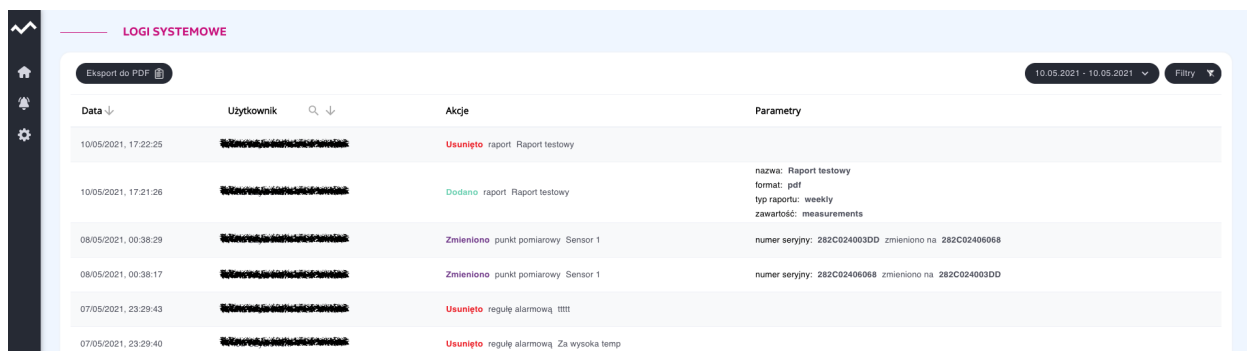 LOGI SYSTEMOWE
Eksport do PDF
10.05.2021 - 10.05.2021
Filtry
Data Użytkownik Akcje Parametry
10/05/2021, 17:22:25 Usunięto raport Raport testowy
nazwa: Raport testowy
format: pdf
10/05/2021, 17:21:26 Dodano raport Raport testowy
typ raportu: weekly
zawartość: measurements
08/05/2021, 00:38:29 Zmieniono punkt pomiarowy Sensor 1 numer seryjny: 282C024003DD zmieniono na 282C02406068
08/05/2021, 00:38:17 Zmieniono punkt pomiarowy Sensor 1 numer seryjny: 282C02406068 zmieniono na 282C024003DD
07/05/2021, 23:29:43 Usunięto regułę alarmową ttttt
07/05/2021, 23:29:40 Usunięto regułę alarmową Za wysoka temp